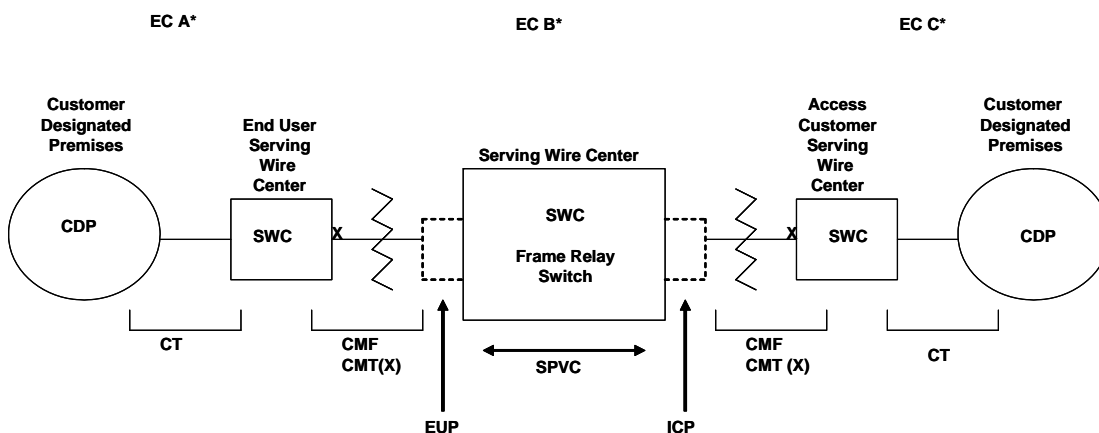 EC A*
EC B*
EC C*
Customer
Designated
Premises
End User
Serving
Wire
Center
Serving Wire Center
Access
Customer
Serving
Wire
Center
Customer
Designated
Premises
CDP
SWC
X
SWC
Frame Relay
Switch
X
SWC
CDP
CT
CMF
CMT(X)
SPVC
CMF
CMT (X)
CT
EUP
ICP